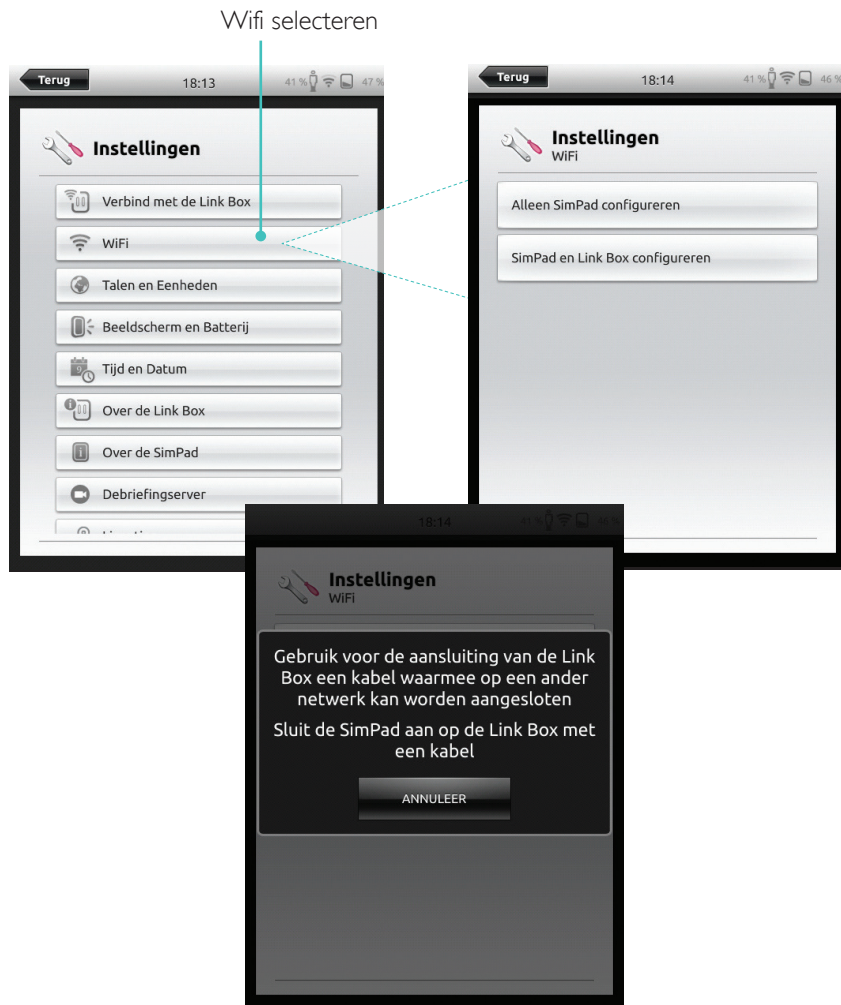 Wifi selecteren
Terug
18:13
41 %
47 %
Instellingen
Verbind met de Link Box
WiFi
Talen en Eenheden
Beeldscherm en Batterij
Tijd en Datum
Over de Link Box
Over de SimPad
Debriefingserver
Terug
18:14
41 %
46 %
Instellingen
WiFi
Alleen SimPad configureren
SimPad en Link Box configureren
18:14
41 %
46 %
Instellingen
WiFi
Gebruik voor de aansluiting van de Link
Box een kabel waarmee op een ander
netwerk kan worden aangesloten
Sluit de SimPad aan op de Link Box met
een kabel
ANNULEER